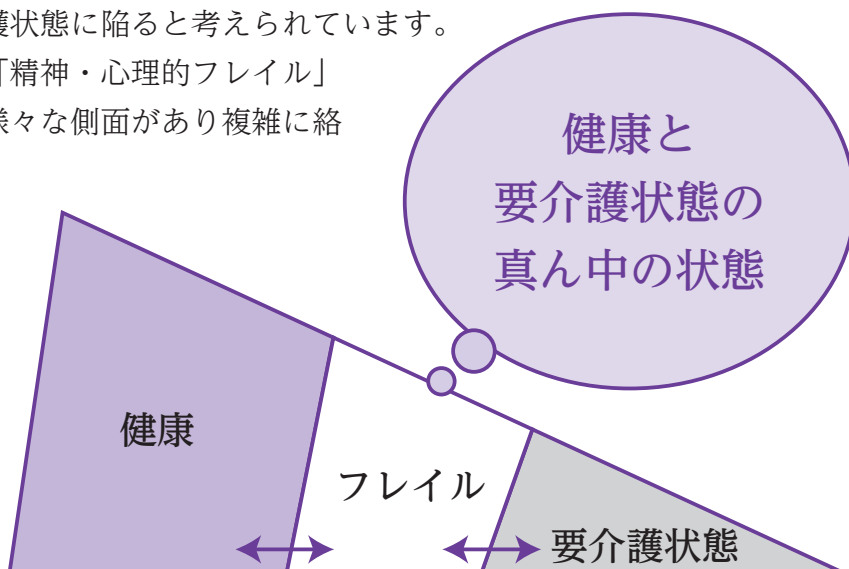 護状態に陥ると考えられています。
「精神・心理的フレイル」
様々な側面があり複雑に絡
健康と
要介護状態の
真ん中の状態
健康
フレイル
要介護状態